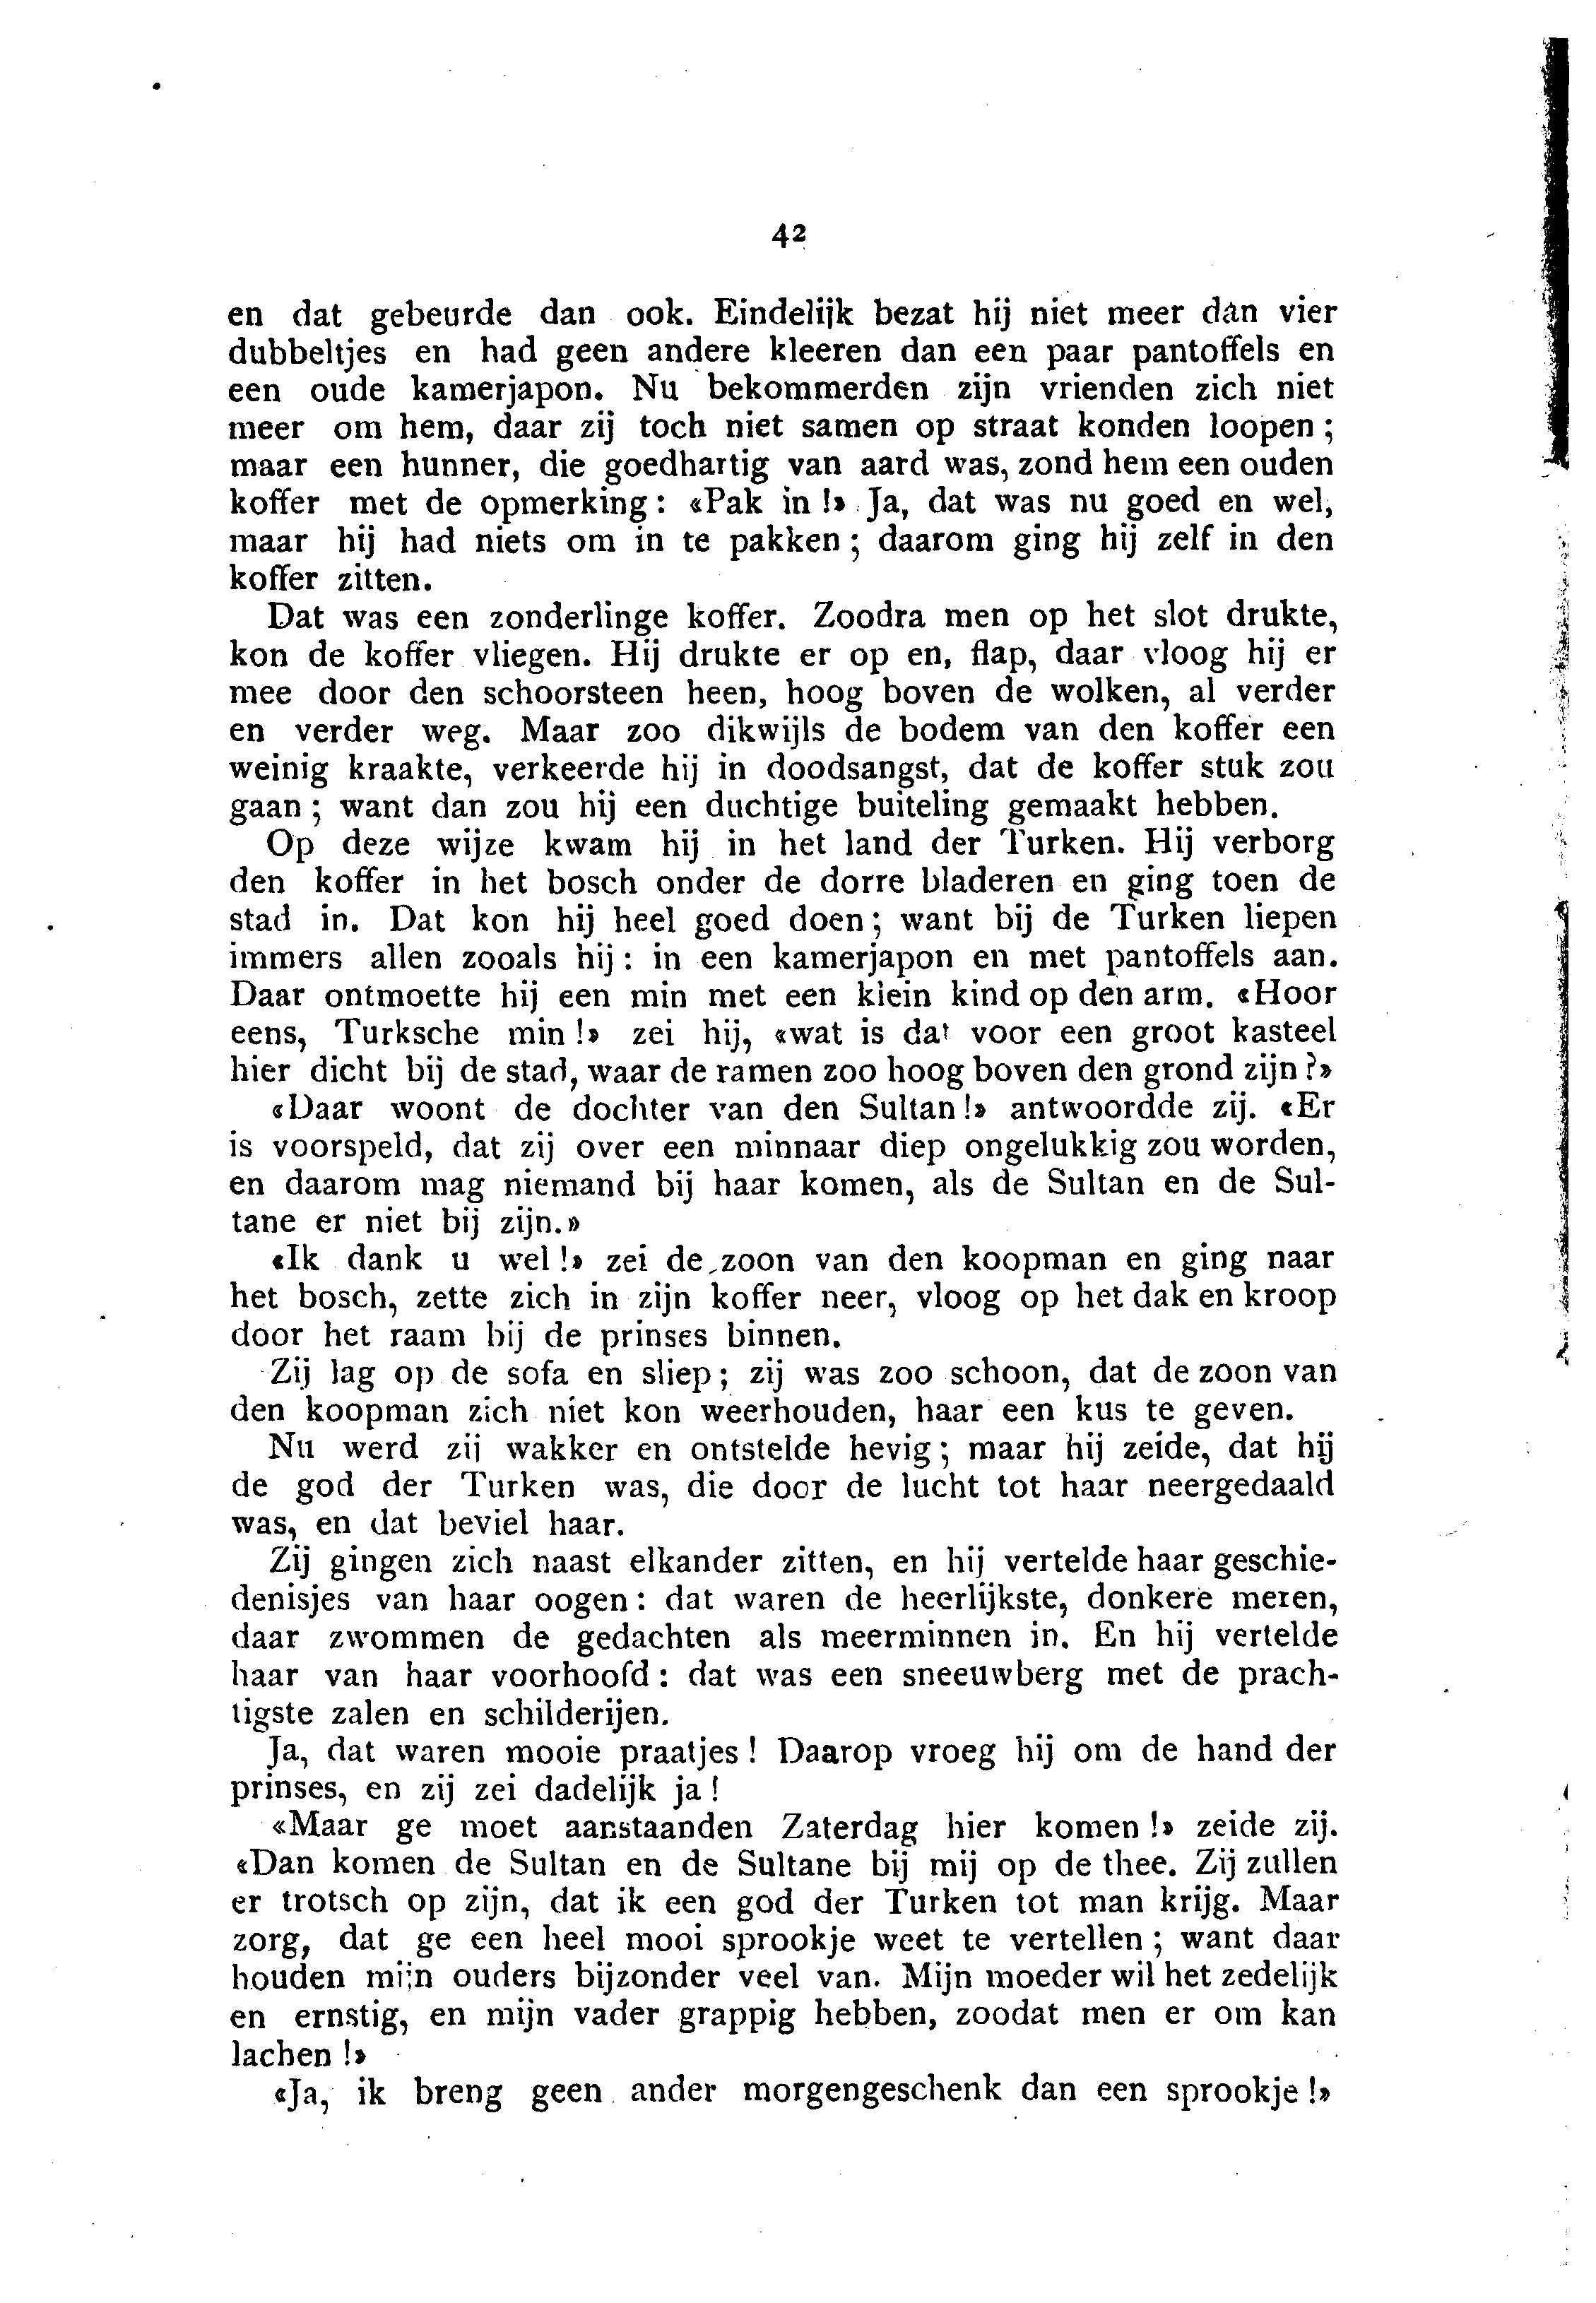 42
en dat gebeurde dan ook. Eindelijk bezat hij niet meer dan vier
dubbeltjes en had geen andere kleeren dan een paar pantoffels en
een oude kamerjapon. Nu bekommerden zijn vrienden zich niet
meer om hem, daar zij toch niet samen op straat konden loopen ;
maar een hunner, die goedhartig van aard was, zond hem een ouden
koffer met de opmerking : «Pak in !» Ja, dat was nu goed en wel,
maar hij had niets om in te pakken ; daarom ging hij zelf in den
koffer zitten.
Dat was een zonderlinge koffer. Zoodra men op het slot drukte,
kon de koffer vliegen. Hij drukte er op en, flap, daar vloog hij er
mee door den schoorsteen heen, hoog boven de wolken, al verder
en verder weg. Maar zoo dikwijls de bodem van den koffer een
weinig kraakte, verkeerde hij in doodsangst, dat de koffer stuk zou
gaan ; want dan zou hij een duchtige buiteling gemaakt hebben.
Op deze wijze kwam hij in het land der Turken. Hij verborg
den koffer in het bosch onder de dorre bladeren en ging toen de
stad in. Dat kon hij heel goed doen ; want bij de Turken liepen
immers allen zooals hij : in een kamerjapon en met pantoffels aan.
Daar ontmoette hij een min met een klein kind op den arm. «Hoor
eens, Turksche min !» zei hij, «wat is dat voor een groot kasteel
hier dicht bij de stad, waar de ramen zoo hoog boven den grond zijn ?»
«Daar woont de dochter van den Sultan !» antwoordde zij. «Er
is voorspeld, dat zij over een minnaar diep ongelukkig zou worden,
en daarom mag niemand bij haar komen, als de Sultan en de Sul-
tane er niet bij zijn.»
«Ik dank u wel !» zei de zoon van den koopman en ging naar
het bosch, zette zich in zijn koffer neer, vloog op het dak en kroop
door het raam bij de prinses binnen.
Zij lag op de sofa en sliep ; zij was zoo schoon, dat de zoon van
den koopman zich niet kon weerhouden, haar een kus te geven.
Nu werd zij wakker en ontstelde hevig ; maar hij zeide, dat hij
de god der Turken was, die door de lucht tot haar neergedaald
was, en dat beviel haar.
Zij gingen zich naast elkander zitten, en hij vertelde haar geschie-
denisjes van haar oogen : dat waren de heerlijkste, donkere meren,
daar zwommen de gedachten als meerminnen in. En hij vertelde
haar van haar voorhoofd : dat was een sneeuwberg met de prach-
tigste zalen en schilderijen.
Ja, dat waren mooie praatjes ! Daarop vroeg hij om de hand der
prinses, en zij zei dadelijk ja !
«Maar ge moet aanstaanden Zaterdag hier komen !» zeide zij.
«Dan komen de Sultan en de Sultane bij mij op de thee. Zij zullen
er trotsch op zijn, dat ik een god der Turken tot man krijg. Maar
zorg, dat ge een heel mooi sprookje weet te vertellen ; want daar
houden mijn ouders bijzonder veel van. Mijn moeder wil het zedelijk
en ernstig, en mijn vader grappig hebben, zoodat men er om kan
lachen !»
«Ja, ik breng geen ander morgengeschenk dan een sprookje !»